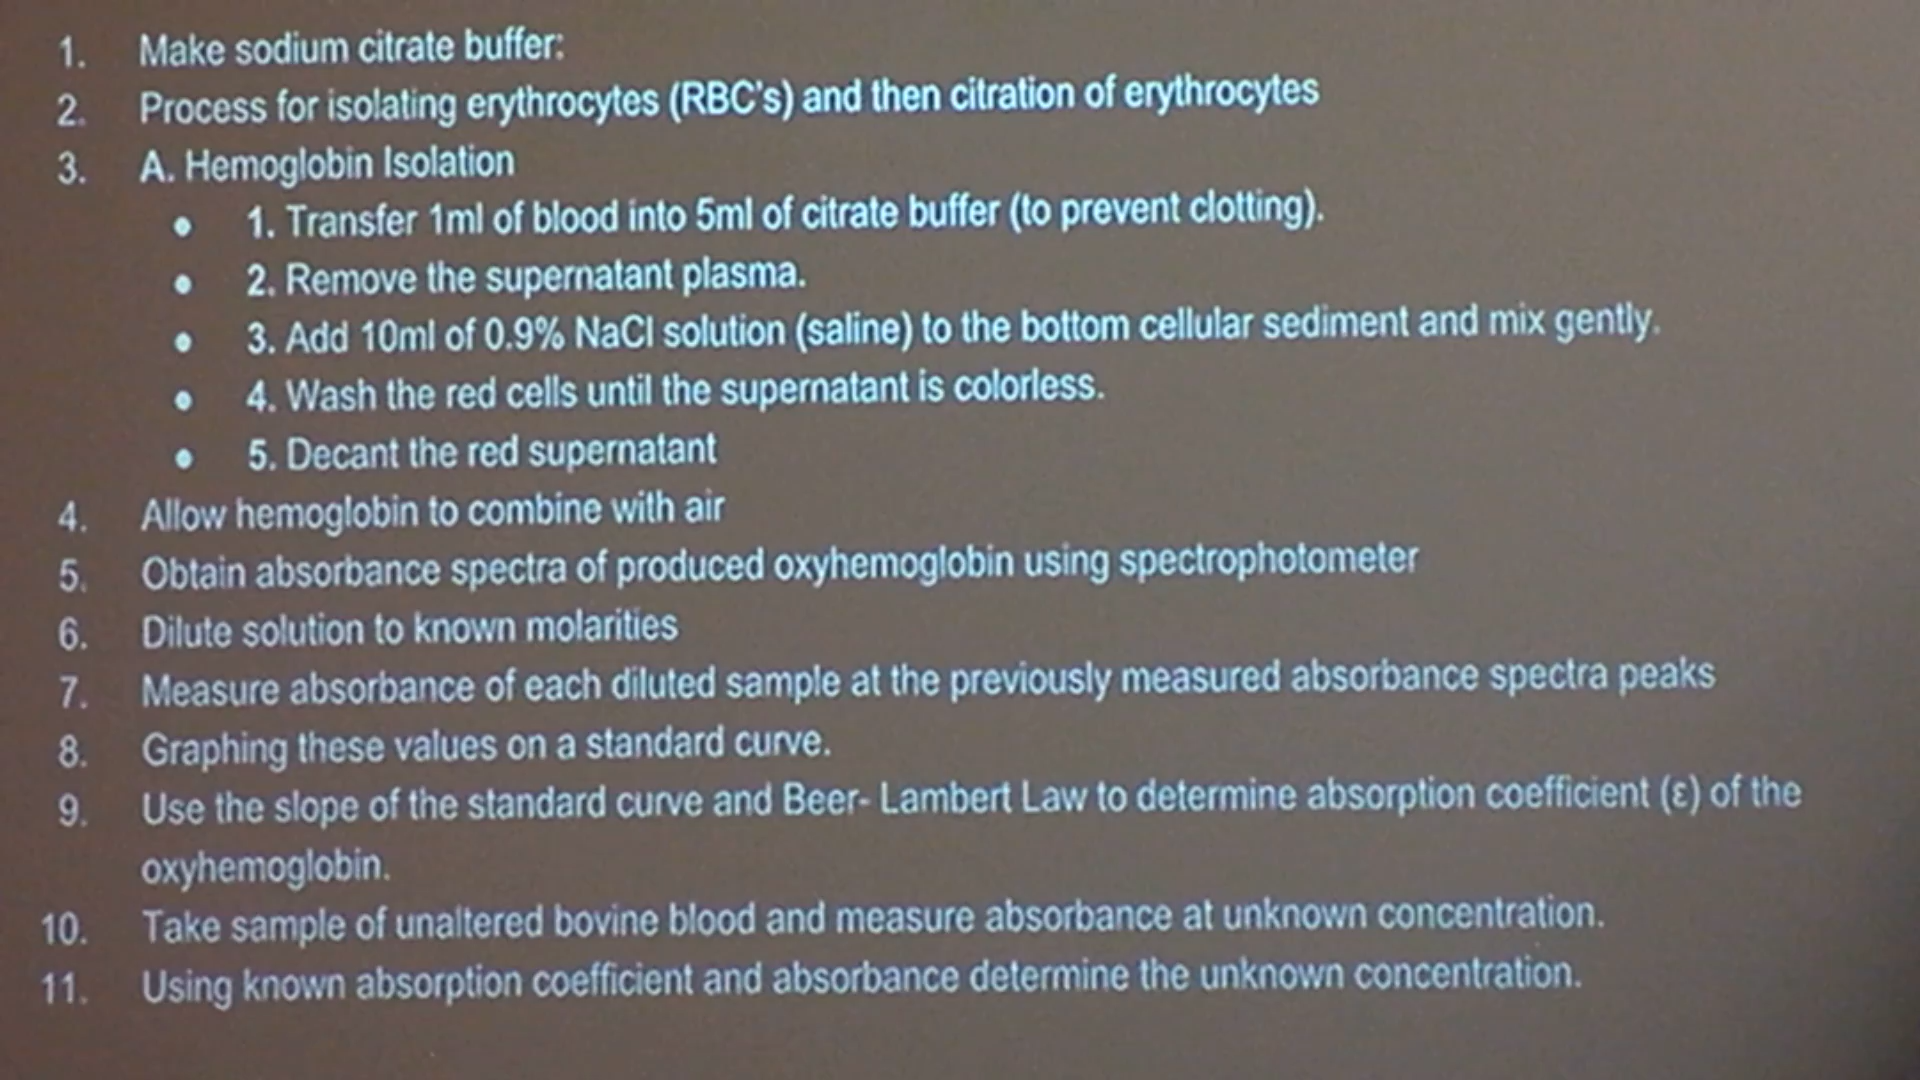 1. Make sodium citrate buffer:
2. Process for isolating erythrocytes (RBC's) and then citration of erythrocytes
3. A. Hemoglobin Isolation
• 1. Transfer 1ml of blood into 5ml of citrate buffer (to prevent clotting).
• 2. Remove the supernatant plasma.
• 3. Add 10ml of 0.9% NaCl solution (saline) to the bottom cellular sediment and mix gently.
• 4. Wash the red cells until the supernatant is colorless.
• 5. Decant the red supernatant
4. Allow hemoglobin to combine with air
5. Obtain absorbance spectra of produced oxyhemoglobin using spectrophotometer
6. Dilute solution to known molarities
7. Measure absorbance of each diluted sample at the previously measured absorbance spectra peaks
8. Graphing these values on a standard curve.
9. Use the slope of the standard curve and Beer- Lambert Law to determine absorption coefficient (ε) of the
oxyhemoglobin.
10. Take sample of unaltered bovine blood and measure absorbance at unknown concentration.
11. Using known absorption coefficient and absorbance determine the unknown concentration.